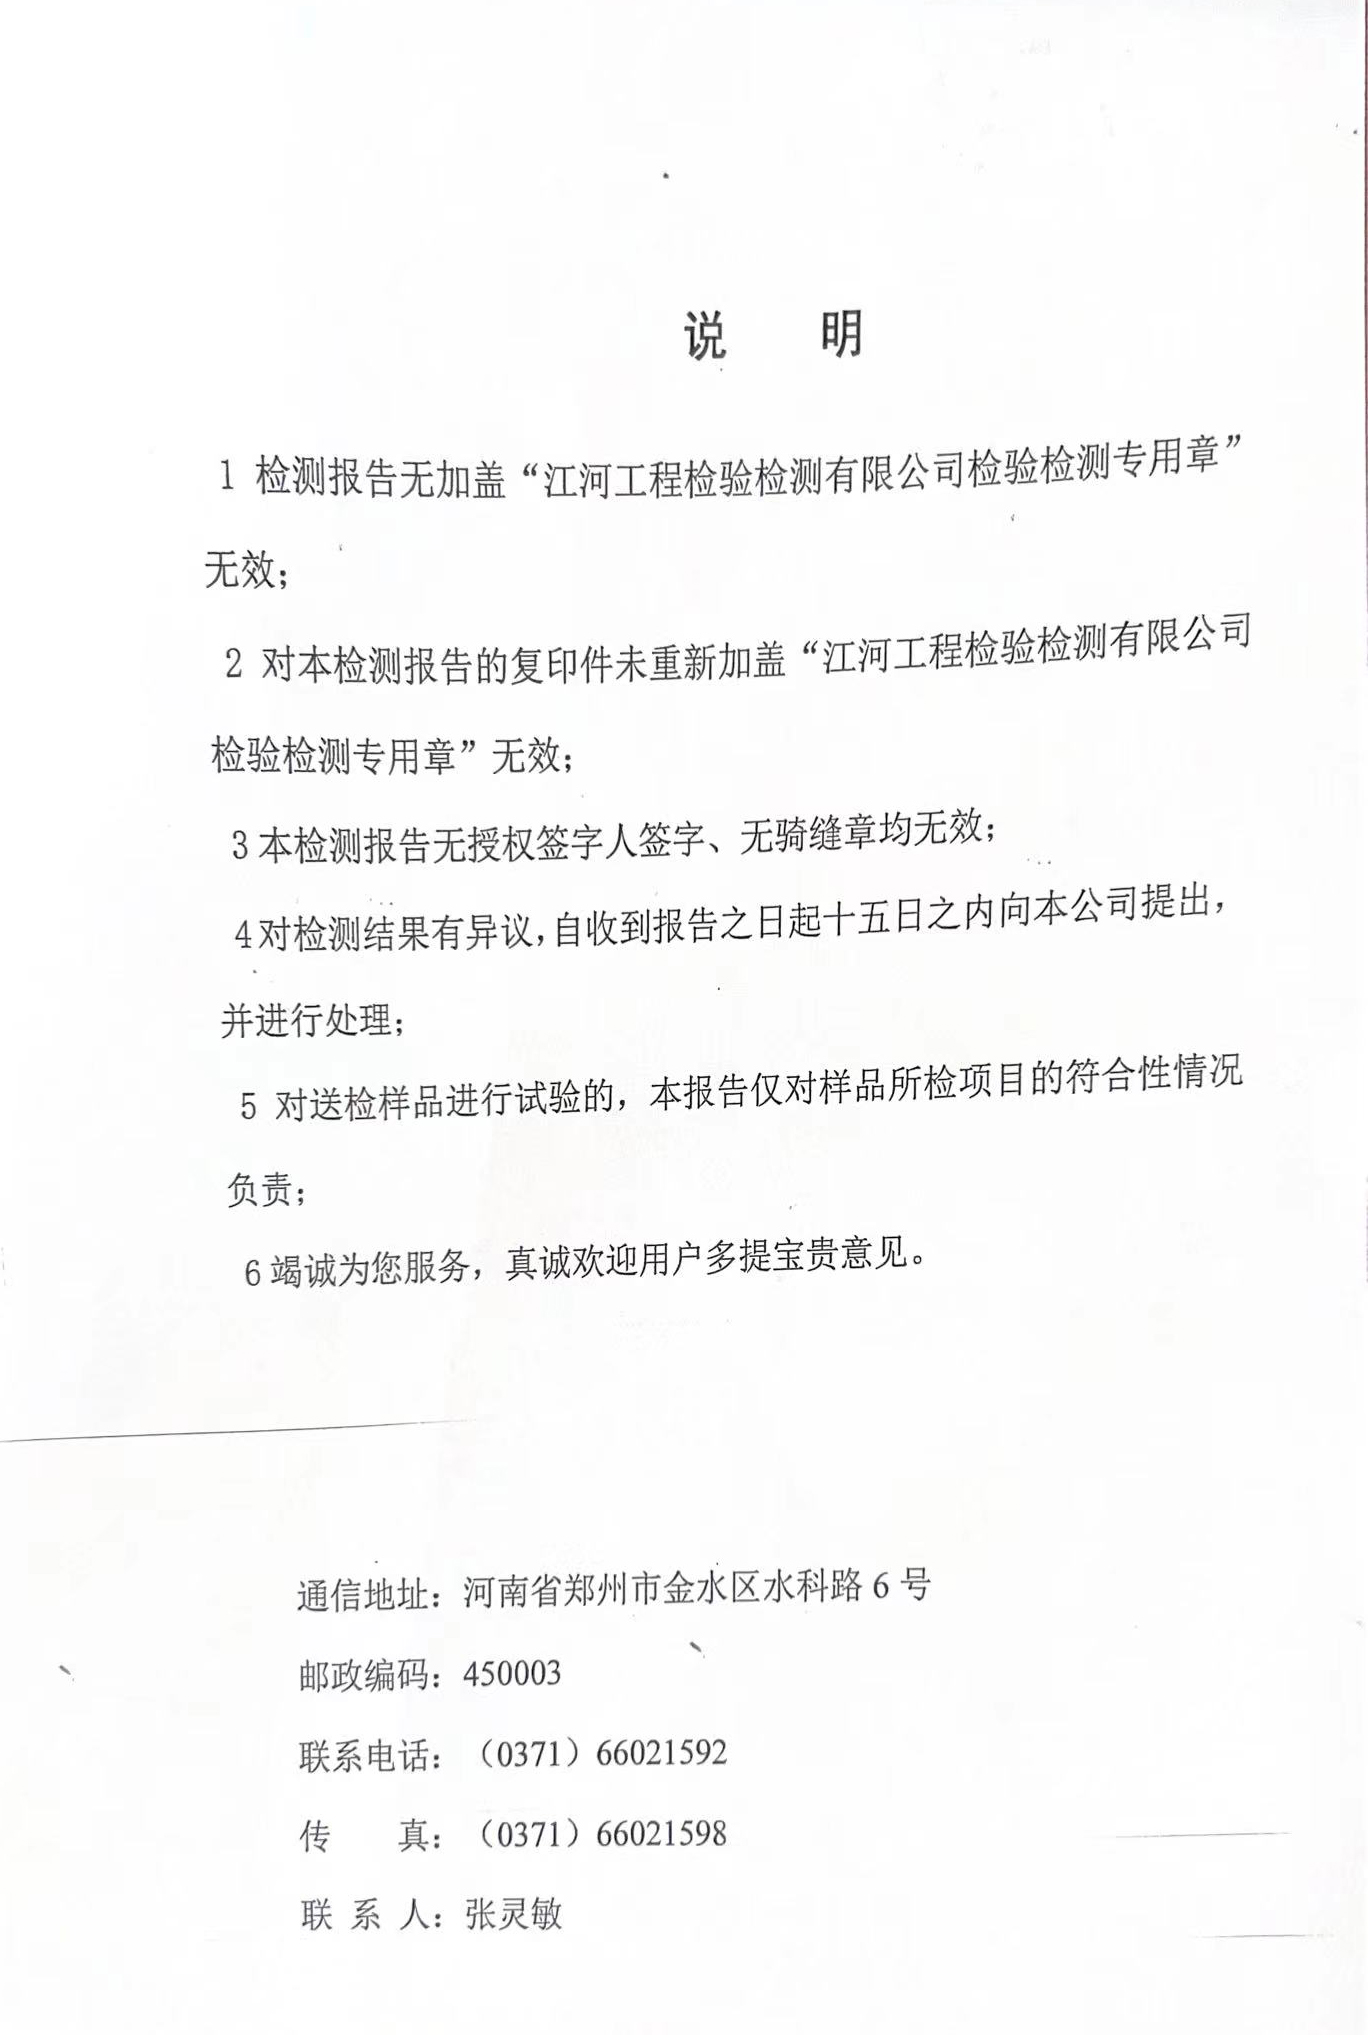 说 明
1 检测报告无加盖“江河工程检验检测有限公司检验检测专用章”
无效；
2 对本检测报告的复印件未重新加盖“江河工程检验检测有限公司
检验检测专用章”无效；
3本检测报告无授权签字人签字、无骑缝章均无效；
4对检测结果有异议，自收到报告之日起十五日之内向本公司提出，
并进行处理；
5 对送检样品进行试验的，本报告仅对样品所检项目的符合性情况
负责；
6竭诚为您服务，真诚欢迎用户多提宝贵意见。
通信地址：河南省郑州市金水区水科路 6 号
邮政编码：450003
联系电话：（0371）66021592
传 真：（0371）66021598
联 系 人：张灵敏